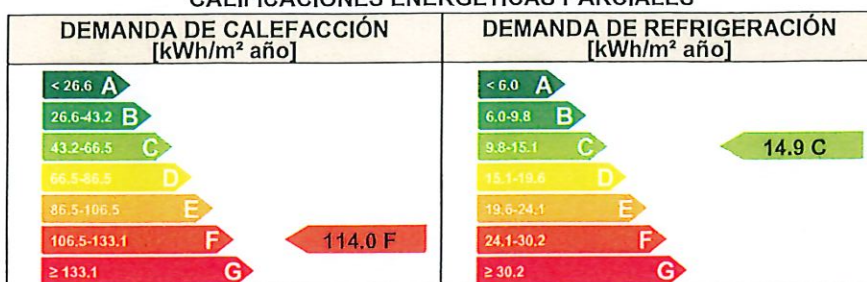 CALIFICACIONES ENERGÉTICAS PARCIALES
DEMANDA DE CALEFACCIÓN
[kWh/m² año]
< 26.6 A
26.6-43.2 B
43.2-66.5 C
66.5-86.5 D
86.5-106.5 E
106.5-133.1 F
114.0 F
≥ 133.1 G
DEMANDA DE REFRIGERACIÓN
[kWh/m² año]
< 6.0 A
6.0-9.8 B
9.8-15.1 C
14.9 C
15.1-19.6 D
19.6-24.1 E
24.1-30.2 F
≥ 30.2 G